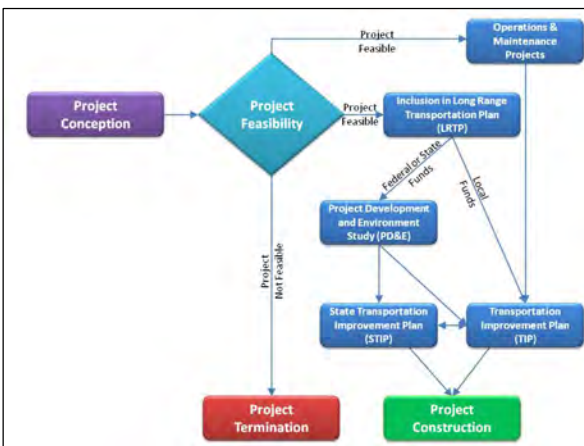 Operations &
Maintenance
Projects
Project
Feasible
Project
Conception
Project
Feasibility
Project
Feasible
Inclusion in Long Range
Transportation Plan
(LRTP)
Federal or State
Funds
Local
Funds
Project Development
and Environment
Study (PD&E)
Project
Not Feasible
State Transportation
Improvement Plan
(STIP)
Transportation
Improvement Plan
(TIP)
Project
Termination
Project
Construction